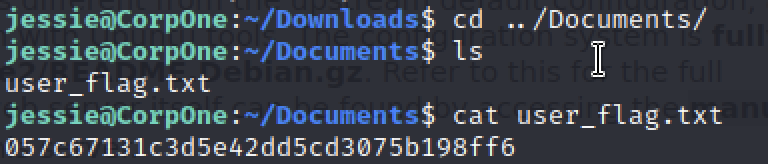 jessie@CorpOne:~/Downloads$ cd ../Documents/
jessie@CorpOne:~/Documents$ ls
user_flag.txt
jessie@CorpOne:~/Documents$ cat user_flag.txt
057c67131c3d5e42dd5cd3075b198ff6